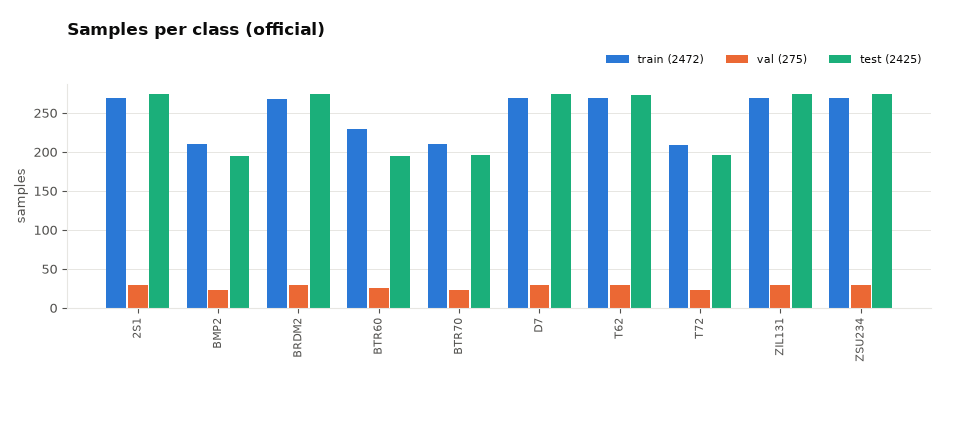 Samples per class (official)
train (2472) val (275) test (2425)
samples
250
200
150
100
50
0
2S1 BMP2 BRDM2 BTR60 BTR70 D7 T62 T72 ZIL131 ZSU234